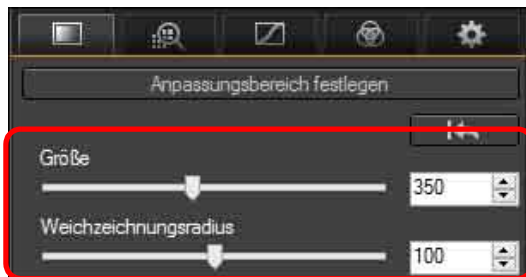 Anpassungsbereich festlegen
Größe
350
Weichzeichnungsradius
100